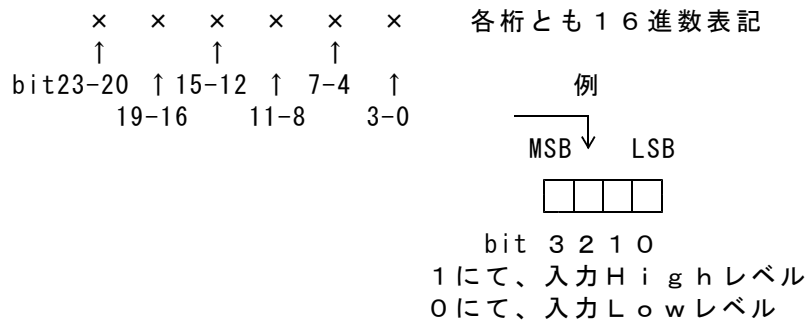 × × × × × × 各桁とも１６進数表記
↑ ↑ ↑
bit23-20 ↑ 15-12 ↑ 7-4 ↑ 例
19-16 11-8 3-0
MSB LSB
bit ３２１０
１にて、入力Ｈｉｇｈレベル
０にて、入力Ｌｏｗレベル